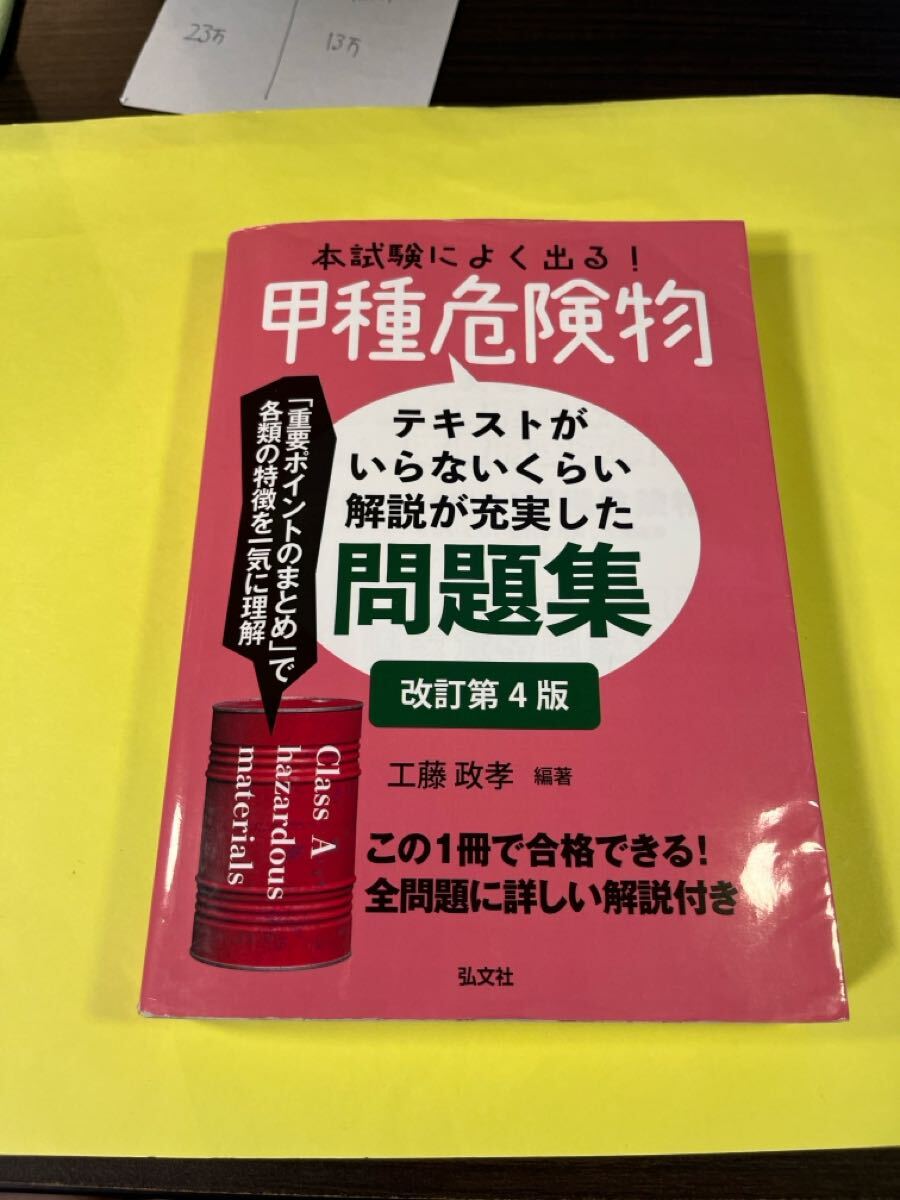 23万
13万
本試験によく出る!
甲種危険物
テキストが
いらないくらい
解説が充実した
問題集
改訂第4版
「重要ポイントのまとめ」で
各類の特徴を一気に理解
Class A
hazardous
materials
工藤 政孝 編著
この1冊で合格できる!
全問題に詳しい解説付き
弘文社